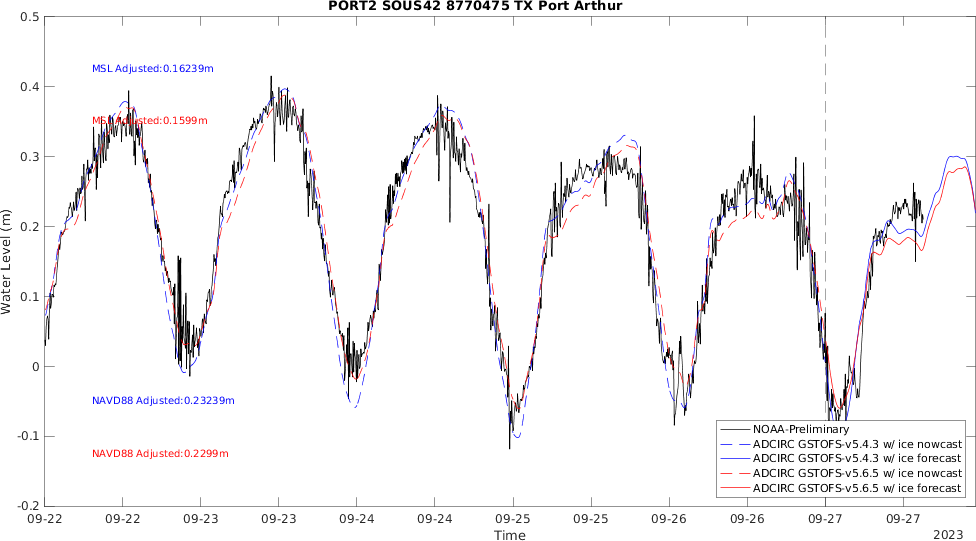 PORT2 SOUS42 8770475 TX Port Arthur
0.5
MSL Adjusted:0.16239m
0.4
MSL Adjusted:0.1599m
0.3
0.2
Water Level (m)
0.1
0
NAVD88 Adjusted:0.23239m
-0.1
NAVD88 Adjusted:0.2299m
NOAA-Preliminary
ADCIRC GSTOFS-v5.4.3 w/ ice nowcast
ADCIRC GSTOFS-v5.4.3 w/ ice forecast
ADCIRC GSTOFS-v5.6.5 w/ ice nowcast
ADCIRC GSTOFS-v5.6.5 w/ ice forecast
-0.2
09-22 09-22 09-23 09-23 09-24 09-24 09-25 09-25 09-26 09-26 09-27 09-27
Time
2023